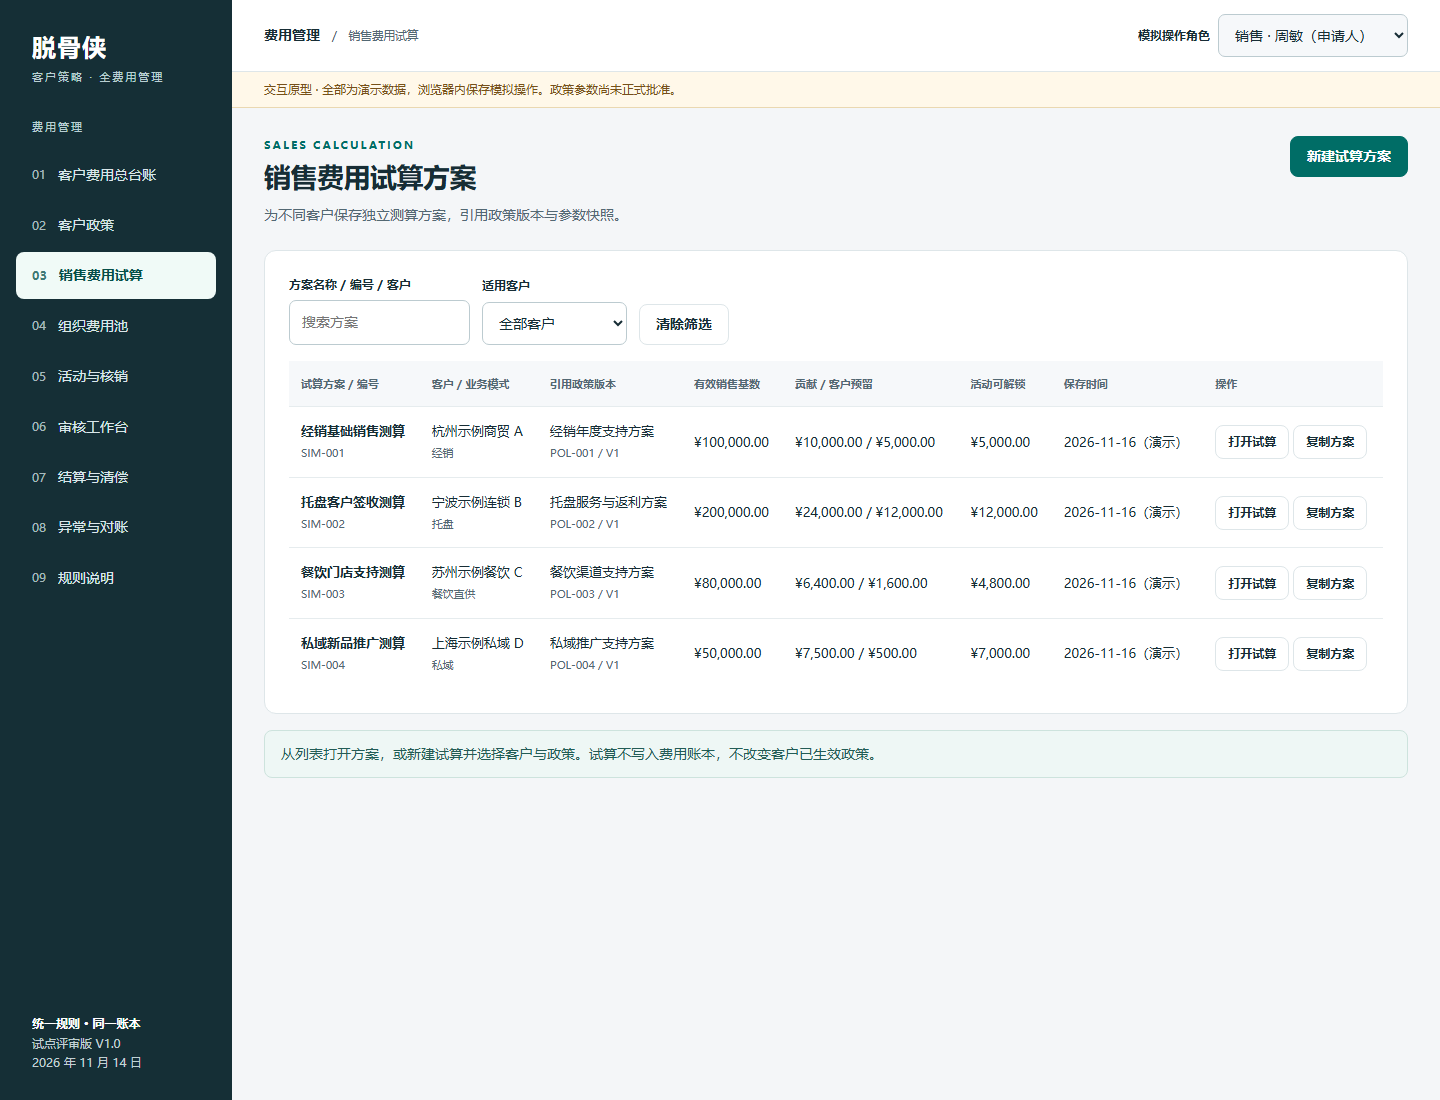 脱骨侠
客户策略 · 全费用管理
费用管理
01 客户费用总台账
02 客户政策
03 销售费用试算
04 组织费用池
05 活动与核销
06 审核工作台
07 结算与清偿
08 异常与对账
09 规则说明
统一规则 • 同一账本
试点评审版 V1.0
2026 年 11 月 14 日
费用管理 / 销售费用试算
模拟操作角色 销售 · 周敏（申请人）
交互原型 · 全部为演示数据，浏览器内保存模拟操作。政策参数尚未正式批准。
SALES CALCULATION
销售费用试算方案
为不同客户保存独立测算方案，引用政策版本与参数快照。
新建试算方案
方案名称 / 编号 / 客户 适用客户
搜索方案 全部客户 清除筛选
试算方案 / 编号 客户 / 业务模式 引用政策版本 有效销售基数 贡献 / 客户预留 活动可解锁 保存时间 操作
经销基础销售测算 杭州示例商贸 A 经销年度支持方案 ¥100,000.00 ¥10,000.00 / ¥5,000.00 ¥5,000.00 2026-11-16（演示） 打开试算 复制方案
SIM-001 经销 POL-001 / V1
托盘客户签收测算 宁波示例连锁 B 托盘服务与返利方案 ¥200,000.00 ¥24,000.00 / ¥12,000.00 ¥12,000.00 2026-11-16（演示） 打开试算 复制方案
SIM-002 托盘 POL-002 / V1
餐饮门店支持测算 苏州示例餐饮 C 餐饮渠道支持方案 ¥80,000.00 ¥6,400.00 / ¥1,600.00 ¥4,800.00 2026-11-16（演示） 打开试算 复制方案
SIM-003 餐饮直供 POL-003 / V1
私域新品推广测算 上海示例私域 D 私域推广支持方案 ¥50,000.00 ¥7,500.00 / ¥500.00 ¥7,000.00 2026-11-16（演示） 打开试算 复制方案
SIM-004 私域 POL-004 / V1
从列表打开方案，或新建试算并选择客户与政策。试算不写入费用账本，不改变客户已生效政策。